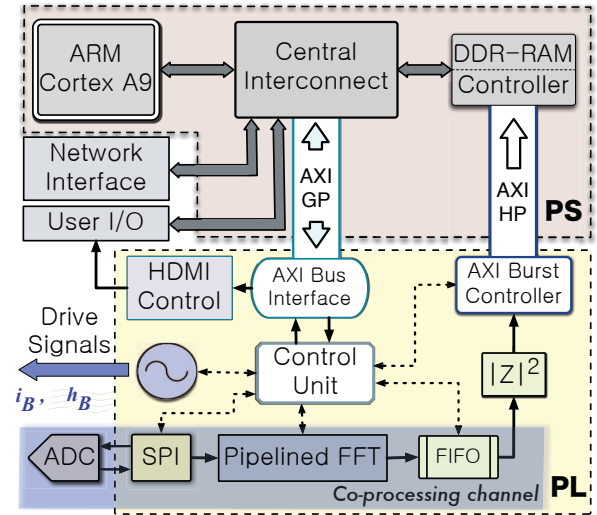 ARM
Cortex A9
Central
Interconnect
DDR-RAM
Controller
Network
Interface
User I/O
AXI
GP
AXI
HP
PS
HDMI
Control
AXI Bus
Interface
AXI Burst
Controller
Drive
Signals
i_B, h_B
Control
Unit
|Z|²
ADC
SPI
Pipelined FFT
FIFO
Co-processing channel
PL